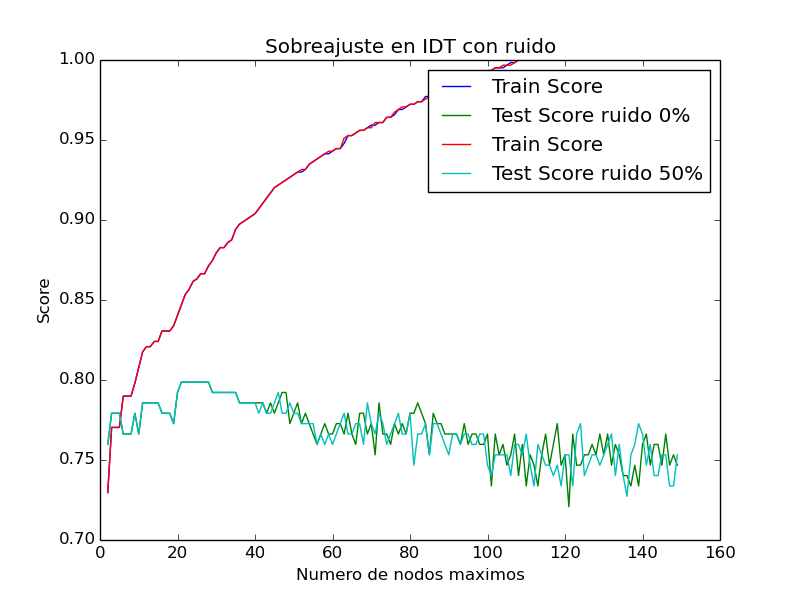 Sobreajuste en IDT con ruido
1.00
0.95
0.90
0.85
0.80
0.75
0.70
Score
Train Score
Test Score ruido 0%
Train Score
Test Score ruido 50%
0 20 40 60 80 100 120 140 160
Numero de nodos maximos